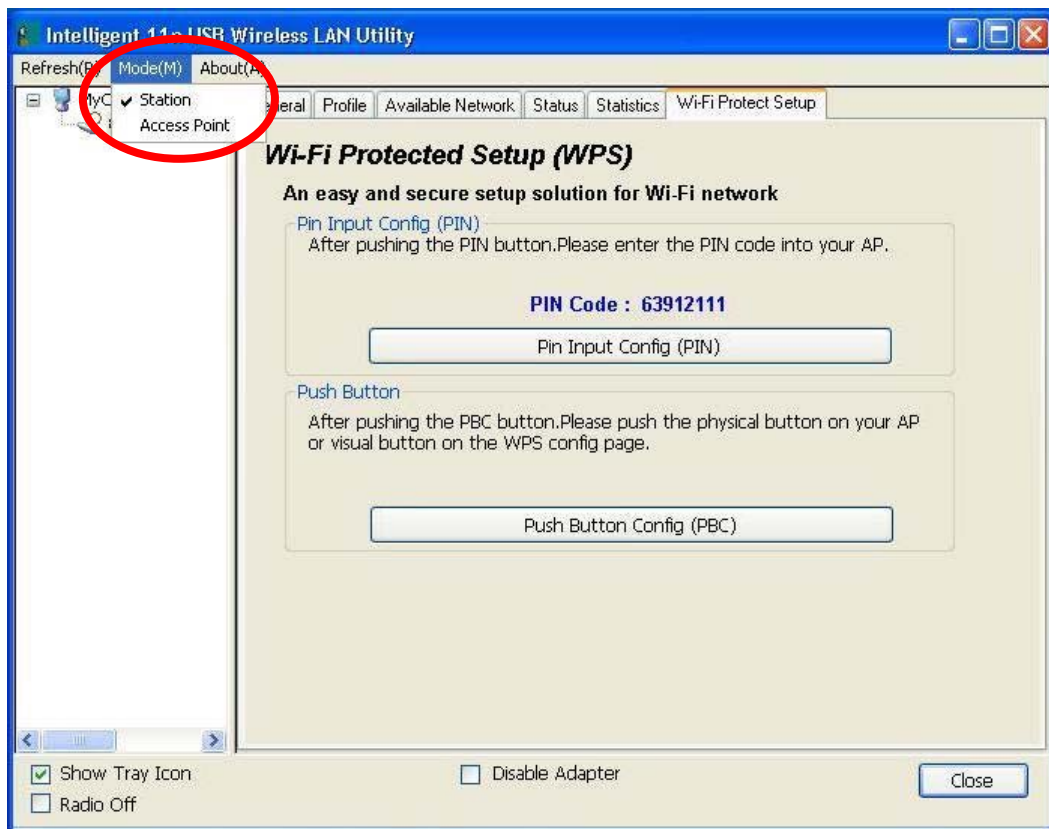 Intelligent 11n USB Wireless LAN Utility
Refresh(R) Mode(M) About(A)
Station
Access Point
General Profile Available Network Status Statistics Wi-Fi Protect Setup
Wi-Fi Protected Setup (WPS)
An easy and secure setup solution for Wi-Fi network
Pin Input Config (PIN)
After pushing the PIN button.Please enter the PIN code into your AP.
PIN Code : 63912111
Pin Input Config (PIN)
Push Button
After pushing the PBC button.Please push the physical button on your AP
or visual button on the WPS config page.
Push Button Config (PBC)
Show Tray Icon
Disable Adapter
Close
Radio Off